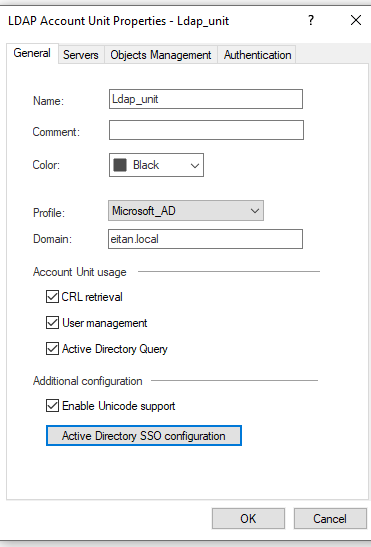 LDAP Account Unit Properties - Ldap_unit
General Servers Objects Management Authentication
Name: Ldap_unit
Comment:
Color: Black
Profile: Microsoft_AD
Domain: eitan.local
Account Unit usage
CRL retrieval
User management
Active Directory Query
Additional configuration
Enable Unicode support
Active Directory SSO configuration
OK Cancel